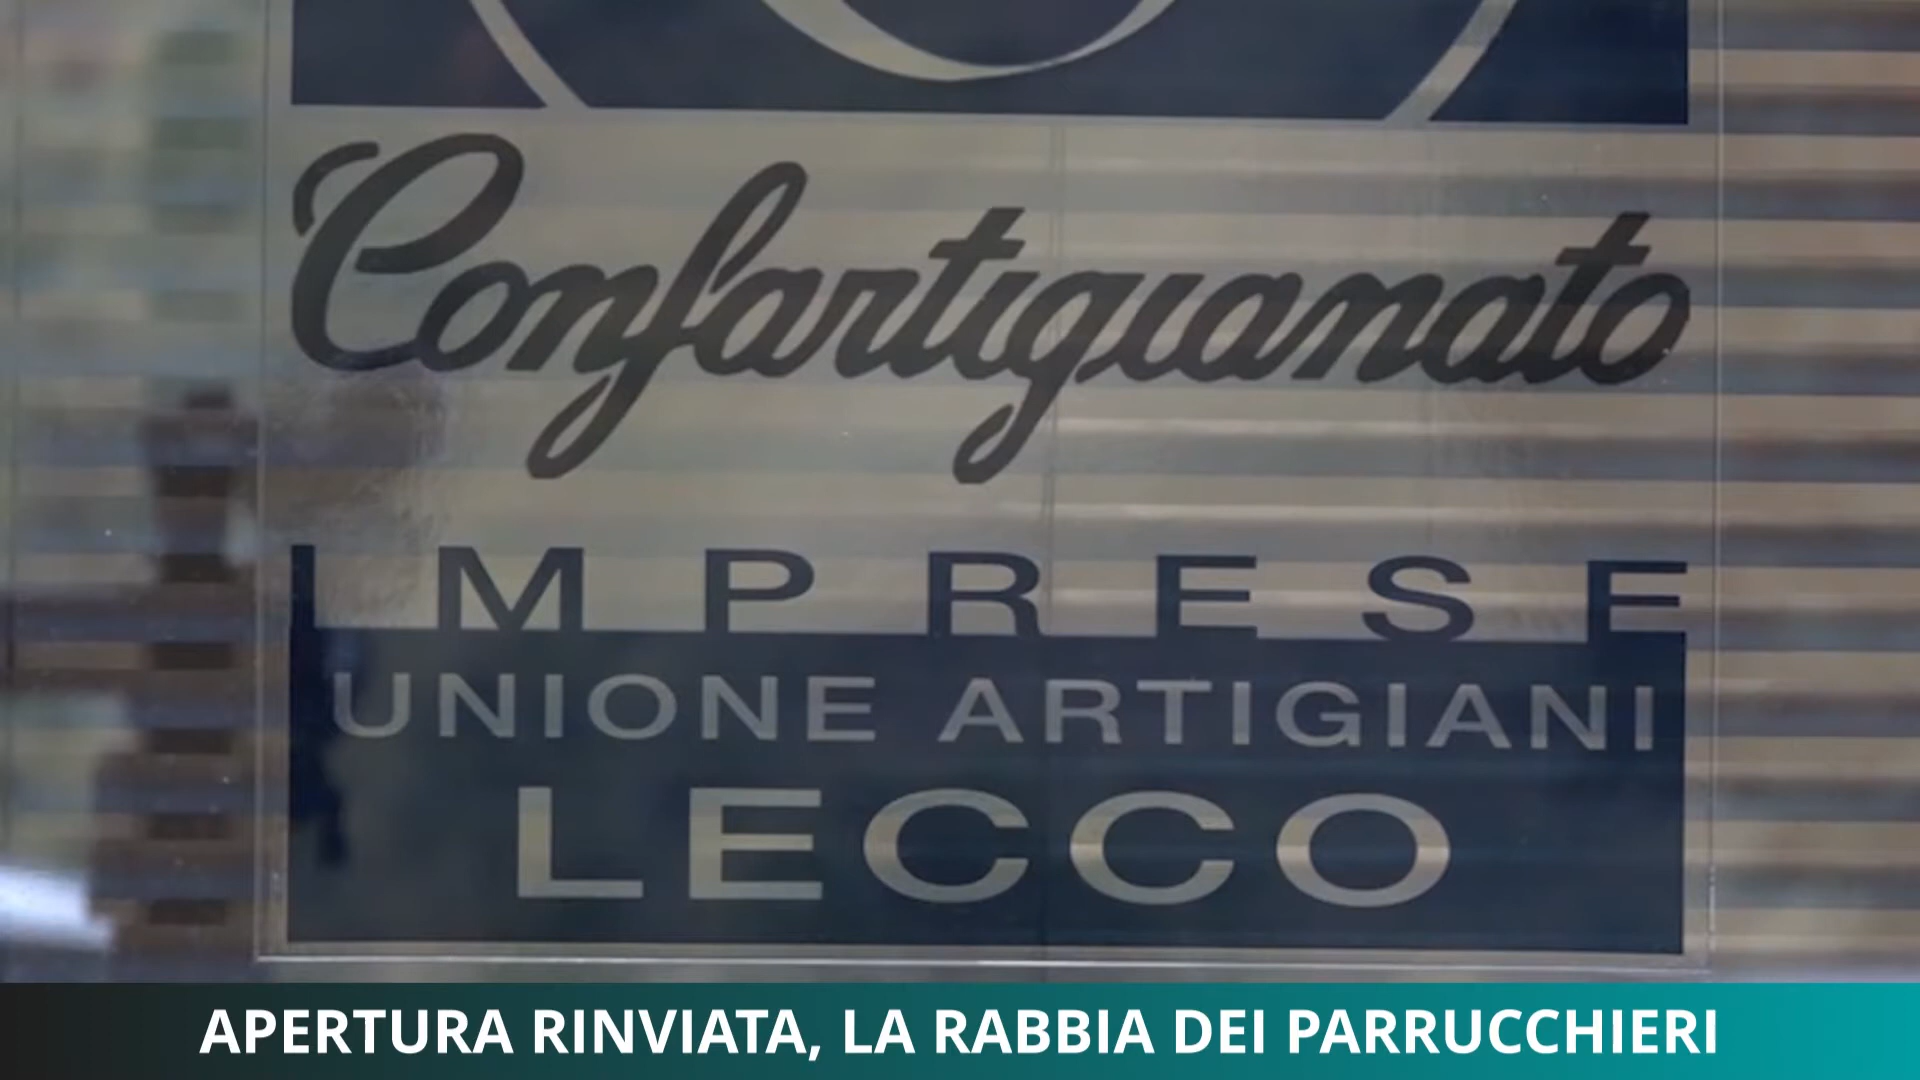 Confartigianato
IMPRESE
UNIONE ARTIGIANI
LECCO
APERTURA RINVIATA, LA RABBIA DEI PARRUCCHIERI